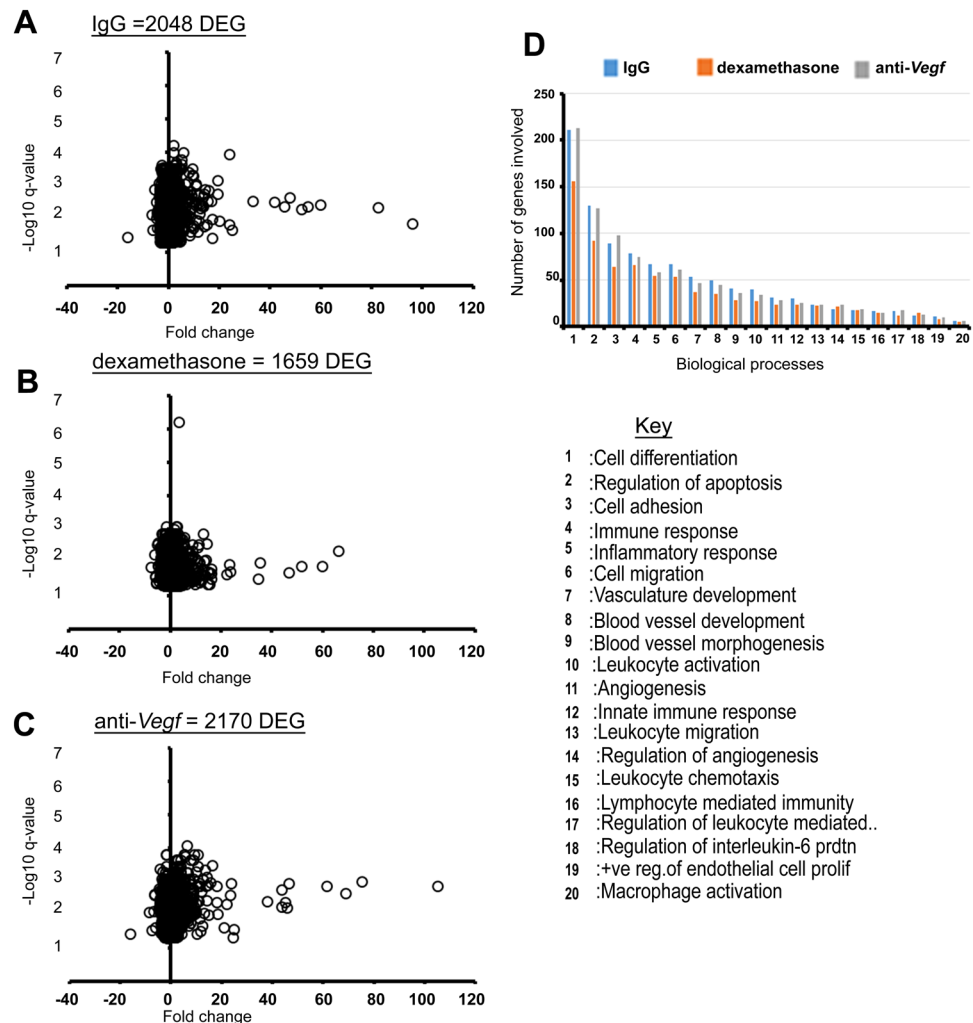 A
IgG =2048 DEG
7
6
5
4
3
2
1
-Log10 q-value
-40 -20 0 20 40 60 80 100 120
Fold change
B
dexamethasone = 1659 DEG
7
6
5
4
3
2
1
-Log10 q-value
-40 -20 0 20 40 60 80 100 120
Fold change
C
anti-Vegf = 2170 DEG
7
6
5
4
3
2
1
-Log10 q-value
-40 -20 0 20 40 60 80 100 120
Fold change
D
IgG dexamethasone anti-Vegf
250
200
150
100
50
0
Number of genes involved
1 2 3 4 5 6 7 8 9 10 11 12 13 14 15 16 17 18 19 20
Biological processes
Key
1 :Cell differentiation
2 :Regulation of apoptosis
3 :Cell adhesion
4 :Immune response
5 :Inflammatory response
6 :Cell migration
7 :Vasculature development
8 :Blood vessel development
9 :Blood vessel morphogenesis
10 :Leukocyte activation
11 :Angiogenesis
12 :Innate immune response
13 :Leukocyte migration
14 :Regulation of angiogenesis
15 :Leukocyte chemotaxis
16 :Lymphocyte mediated immunity
17 :Regulation of leukocyte mediated..
18 :Regulation of interleukin-6 prdtn
19 :+ve reg.of endothelial cell prolif
20 :Macrophage activation